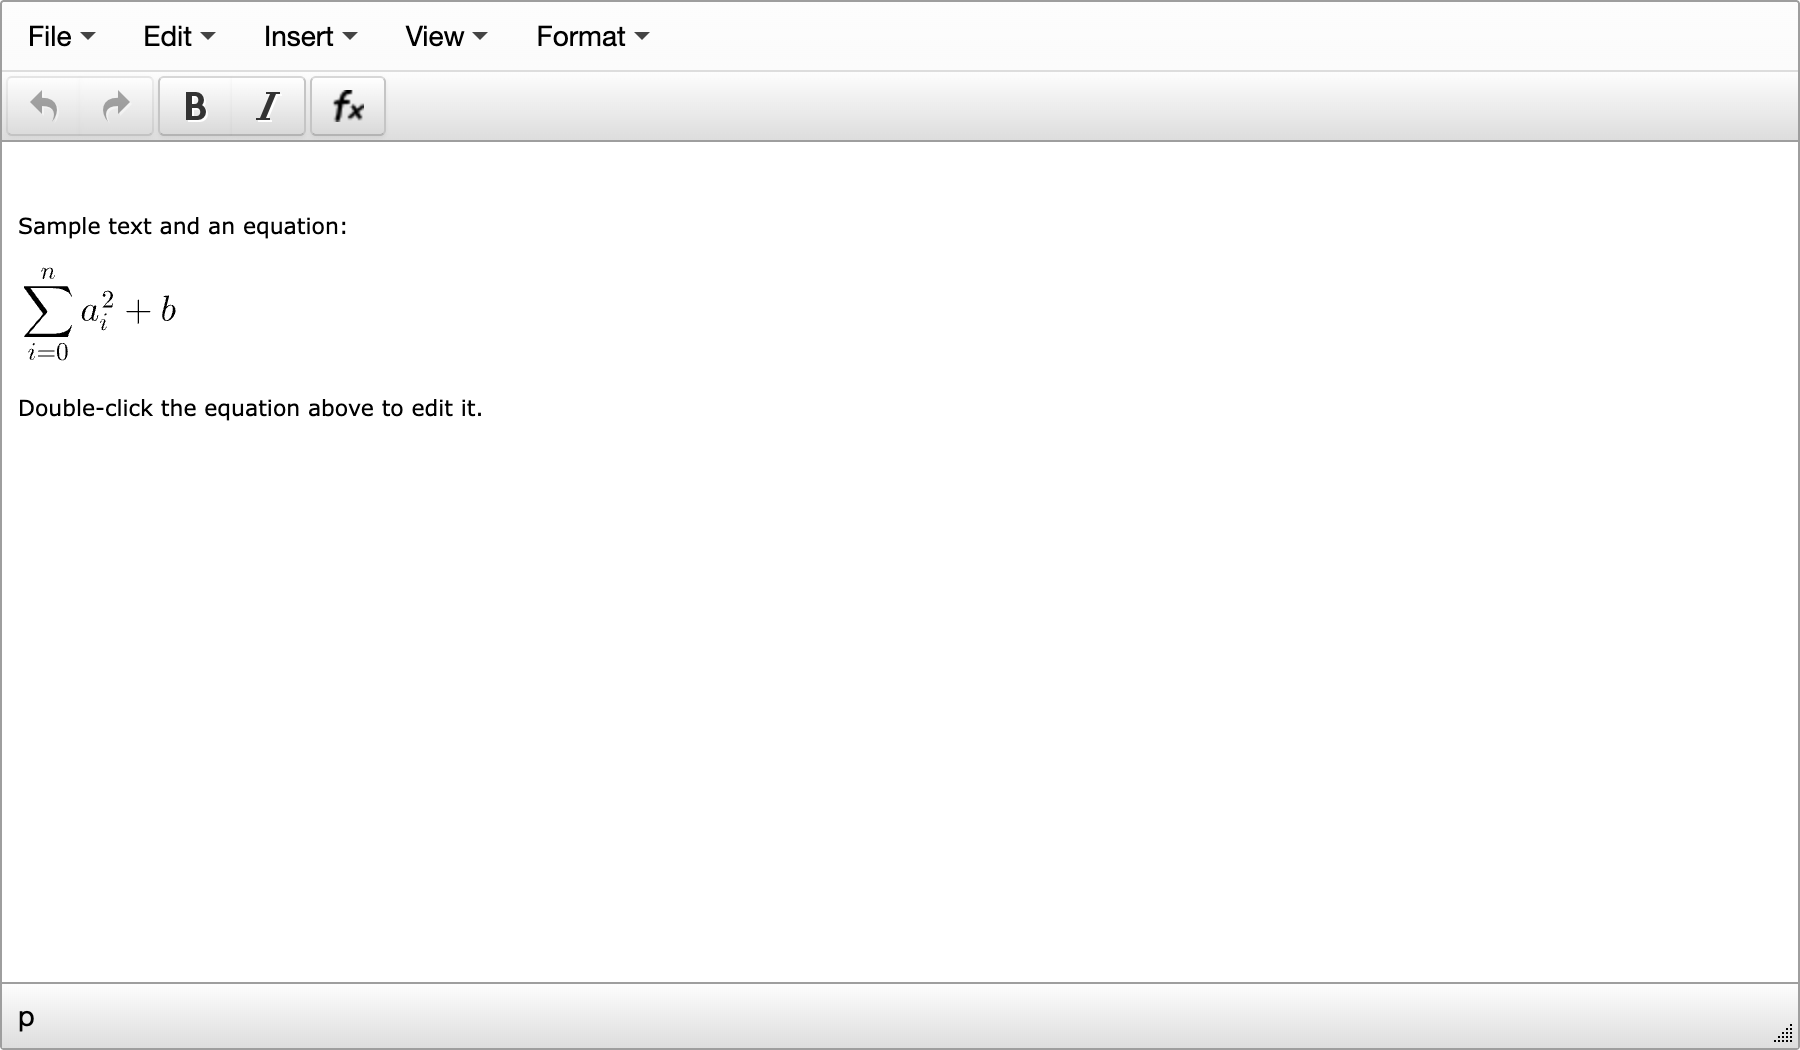 File Edit Insert View Format
B I fx
Sample text and an equation:
\sum_{i=0}^{n} a_i^2 + b
Double-click the equation above to edit it.
p